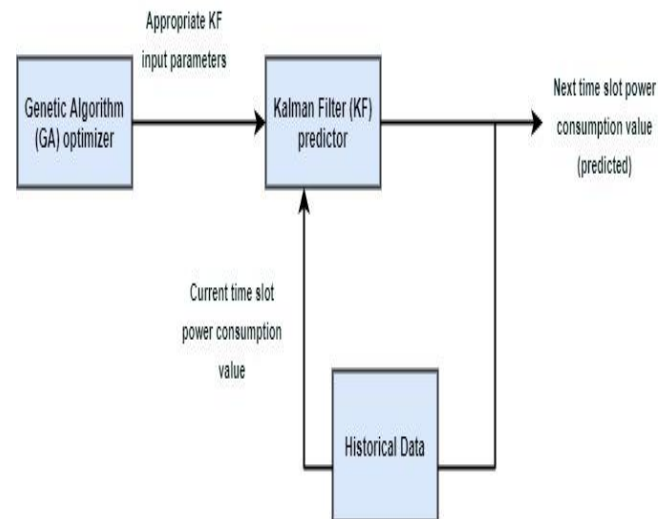 Appropriate KF
input parameters
Genetic Algorithm
(GA) optimizer
Kalman Filter (KF)
predictor
Next time slot power
consumption value
(predicted)
Current time slot
power consumption
value
Historical Data